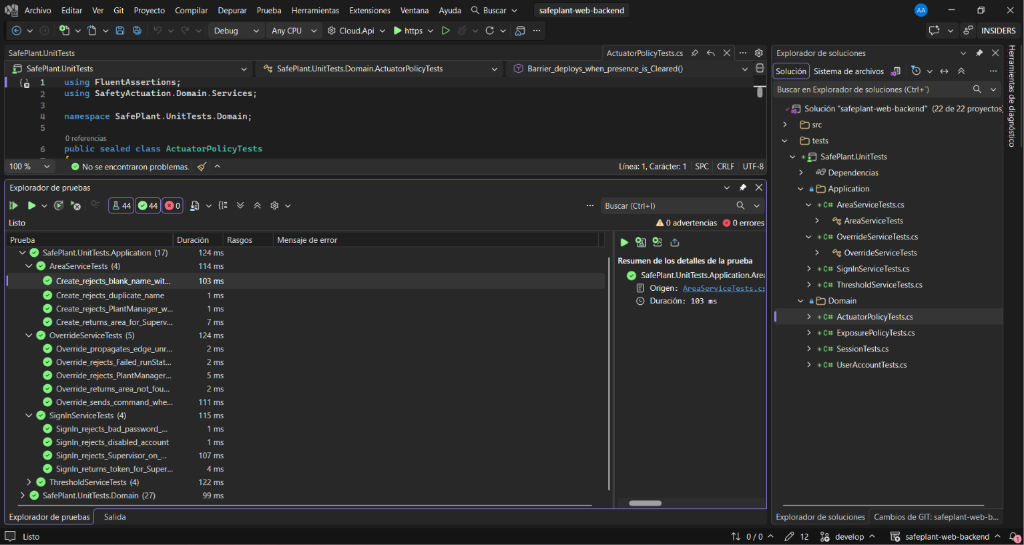 Archivo Editar Ver Git Proyecto Compilar Depurar Prueba Herramientas Extensiones Ventana Ayuda Buscar safeplant-web-backend AA
Debug Any CPU Cloud.Api https INSIDERS
SafePlant.UnitTests ActuatorPolicyTests.cs
SafePlant.UnitTests SafePlant.UnitTests.Domain.ActuatorPolicyTests Barrier_deploys_when_presence_is_Cleared()
1 using FluentAssertions;
2 using SafetyActuation.Domain.Services;
3
4 namespace SafePlant.UnitTests.Domain;
5
0 referencias
6 public sealed class ActuatorPolicyTests
100 % No se encontraron problemas. Línea: 1, Carácter: 1 SPC CRLF UTF-8
Explorador de pruebas
44 44 0 Buscar (Ctrl+I)
Listo 0 advertencias 0 errores
Prueba Duración Rasgos Mensaje de error
SafePlant.UnitTests.Application (17) 124 ms
AreaServiceTests (4) 114 ms
Create_rejects_blank_name_wit... 103 ms
Create_rejects_duplicate_name 1 ms
Create_rejects_PlantManager_w... 1 ms
Create_returns_area_for_Superv... 7 ms
OverrideServiceTests (5) 124 ms
Override_propagates_edge_unr... 2 ms
Override_rejects_Failed_runStat... 2 ms
Override_rejects_PlantManager... 5 ms
Override_returns_area_not_fou... 2 ms
Override_sends_command_whe... 111 ms
SignInServiceTests (4) 115 ms
SignIn_rejects_bad_password_... 1 ms
SignIn_rejects_disabled_account 1 ms
SignIn_rejects_Supervisor_on_... 107 ms
SignIn_returns_token_for_Super... 4 ms
ThresholdServiceTests (4) 122 ms
SafePlant.UnitTests.Domain (27) 99 ms
Resumen de los detalles de la prueba
SafePlant.UnitTests.Application.Area
Origen: AreaServiceTests.cs
Duración: 103 ms
Explorador de pruebas Salida
Explorador de soluciones
Solución Sistema de archivos
Buscar en Explorador de soluciones (Ctrl+¨)
Solución "safeplant-web-backend" (22 de 22 proyectos)
src
tests
SafePlant.UnitTests
Dependencias
Application
C# AreaServiceTests.cs
AreaServiceTests
C# OverrideServiceTests.cs
OverrideServiceTests
C# SignInServiceTests.cs
C# ThresholdServiceTests.cs
Domain
C# ActuatorPolicyTests.cs
C# ExposurePolicyTests.cs
C# SessionTests.cs
C# UserAccountTests.cs
Explorador de soluciones Cambios de GIT: safeplant-web-b...
Herramientas de diagnóstico
Listo 0 / 0 12 develop safeplant-web-backend 1